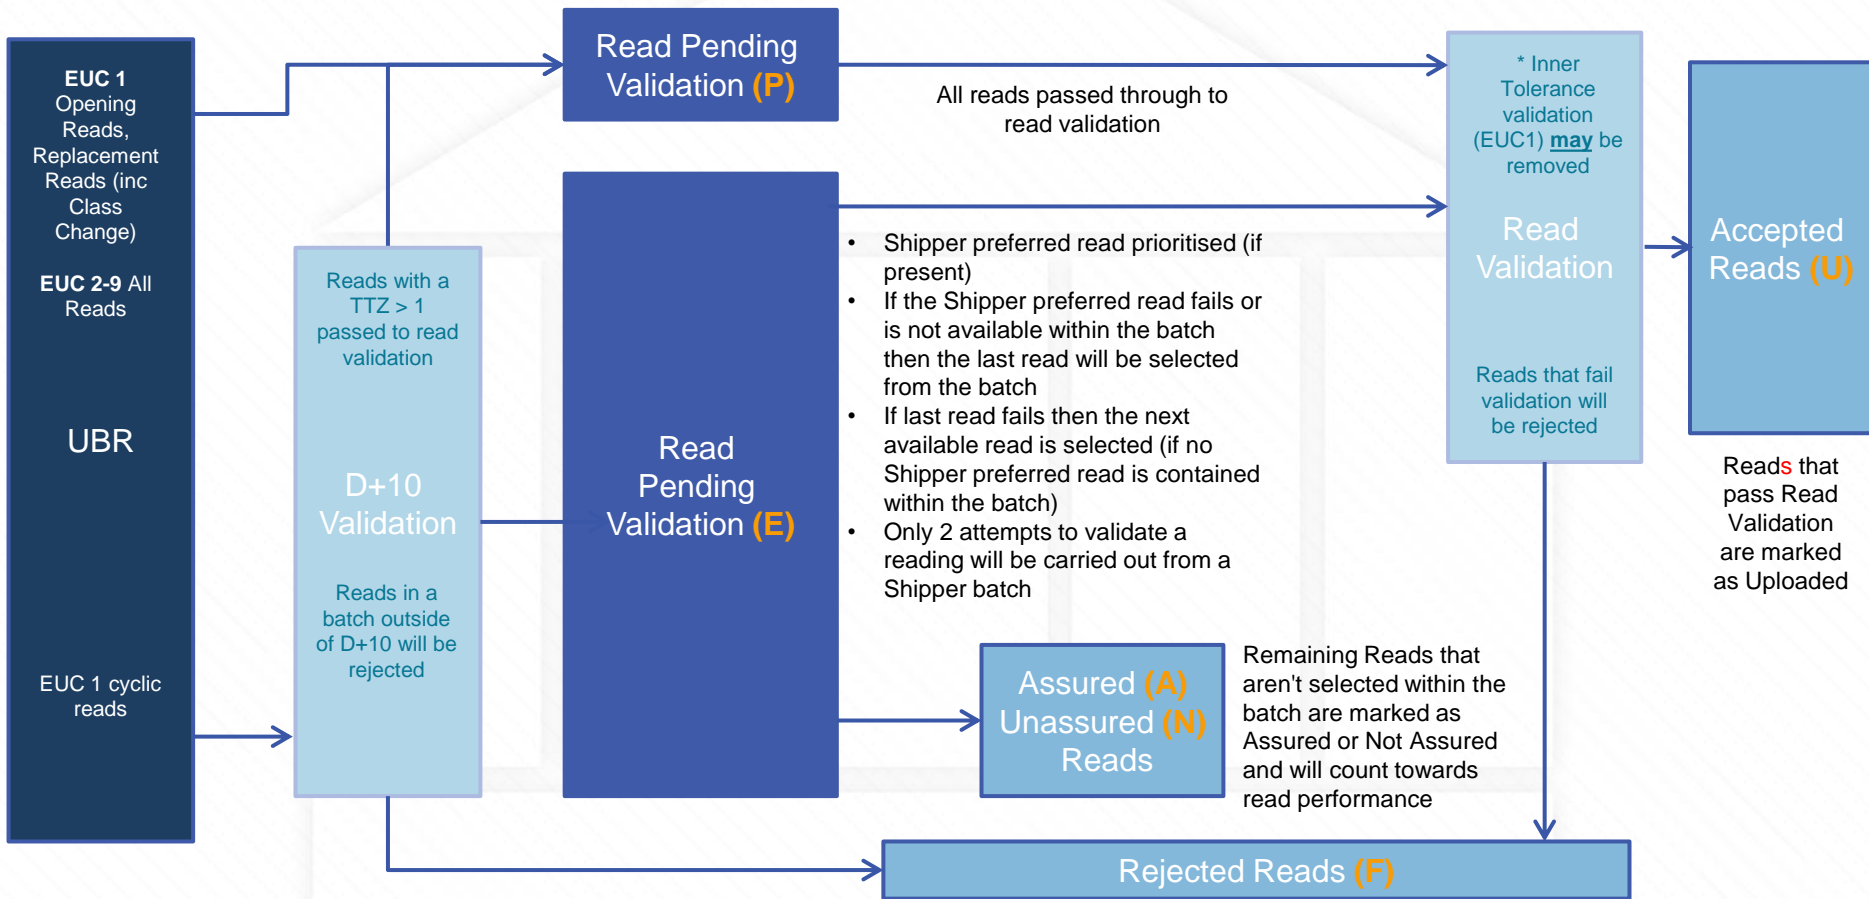 EUC 1
Opening
Reads,
Replacement
Reads (inc
Class
Change)
EUC 2-9 All
Reads
UBR
EUC 1 cyclic
reads
Reads with a
TTZ > 1
passed to read
validation
D+10
Validation
Reads in a
batch outside
of D+10 will be
rejected
Read Pending
Validation (P)
All reads passed through to
read validation
Read
Pending
Validation (E)
• Shipper preferred read prioritised (if
present)
• If the Shipper preferred read fails or
is not available within the batch
then the last read will be selected
from the batch
• If last read fails then the next
available read is selected (if no
Shipper preferred read is contained
within the batch)
• Only 2 attempts to validate a
reading will be carried out from a
Shipper batch
Assured (A)
Unassured (N)
Reads
Remaining Reads that
aren't selected within the
batch are marked as
Assured or Not Assured
and will count towards
read performance
* Inner
Tolerance
validation
(EUC1) may be
removed
Read
Validation
Reads that fail
validation will
be rejected
Accepted
Reads (U)
Reads that
pass Read
Validation
are marked
as Uploaded
Rejected Reads (F)